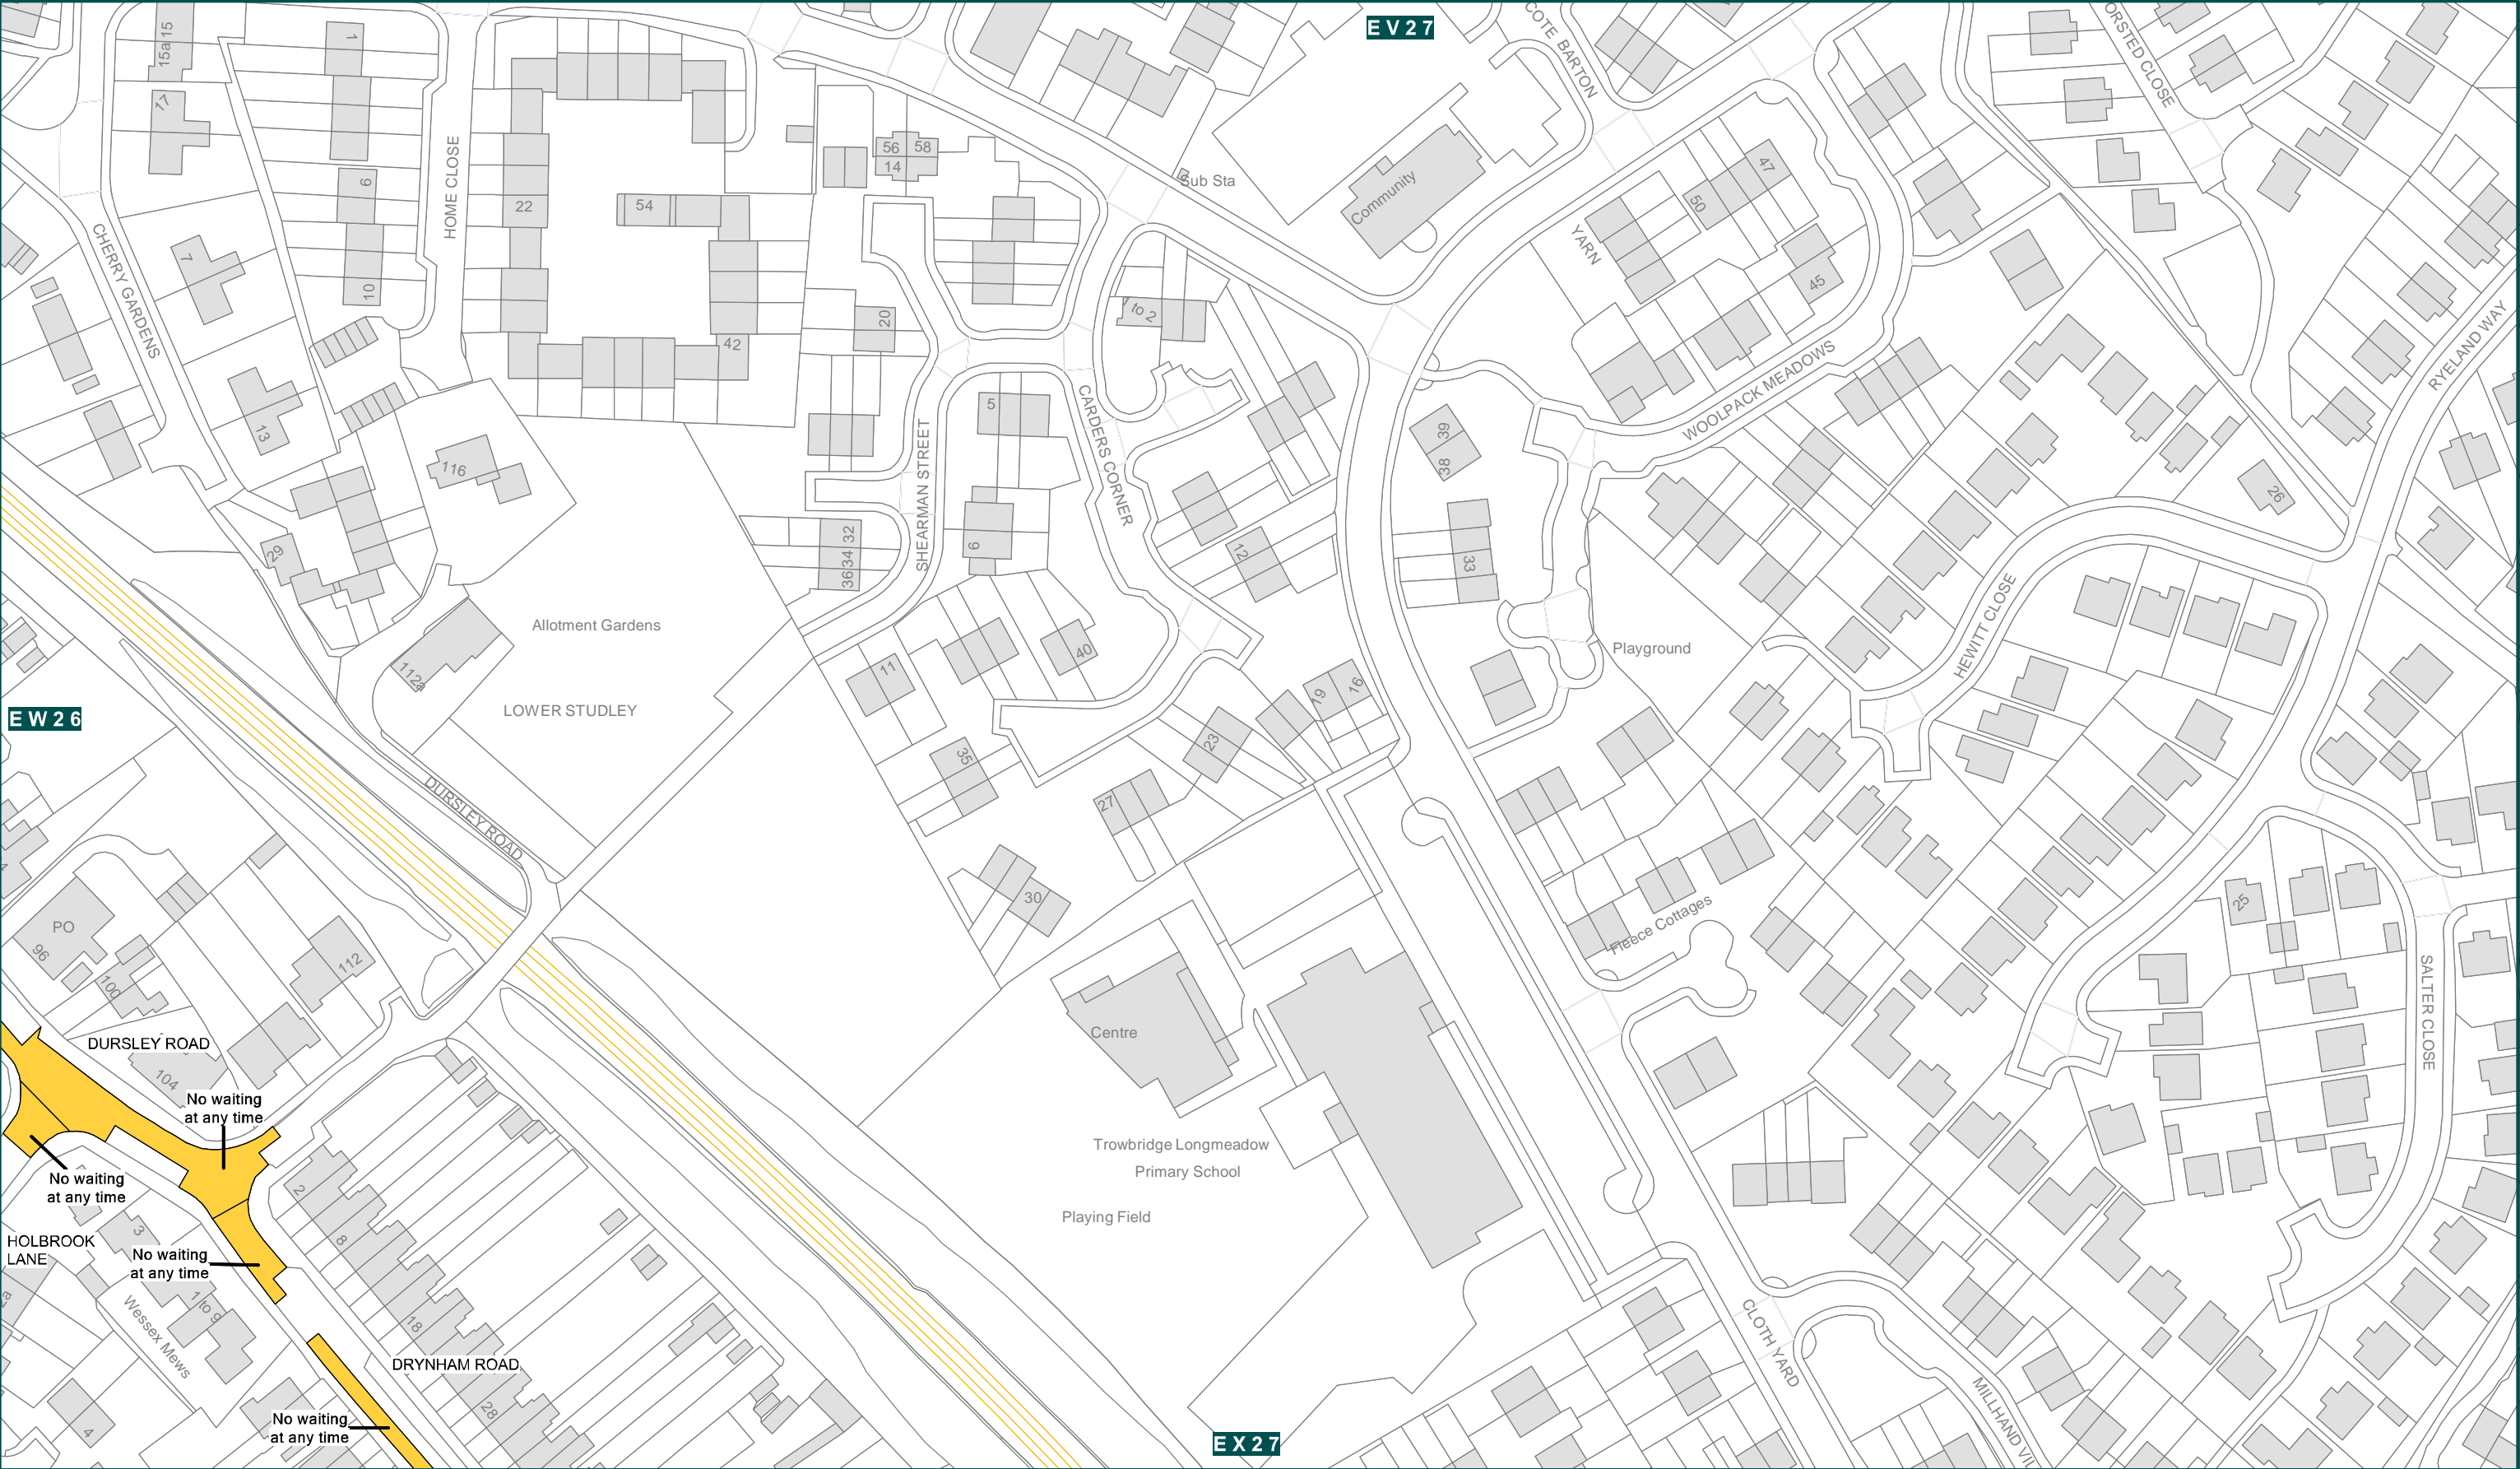 EV27
COTE BARTON
ORSTED CLOSE
15a 15
1
17
HOME CLOSE
56
58
14
Sub Sta
Community
47
50
6
22
54
YARN
CHERRY GARDENS
7
10
1 to 2
45
20
42
WOOLPACK MEADOWS
RYELAND WAY
5
CARDERS CORNER
SHEARMAN STREET
39
38
13
116
26
32
34
36
6
12
33
29
Allotment Gardens
HEWITT CLOSE
40
11
Playground
112a
LOWER STUDLEY
19
16
EW26
23
35
27
DURSLEY ROAD
30
25
Fleece Cottages
PO
96
100
112
SALTER CLOSE
Centre
DURSLEY ROAD
104
No waiting
at any time
Trowbridge Longmeadow
Primary School
No waiting
at any time
2
Playing Field
3
8
HOLBROOK
LANE
No waiting
at any time
1 to 9
18
Wessex Mews
CLOTH YARD
DRYNHAM ROAD
28
MILLHAND VIL
No waiting
at any time
4
EX27